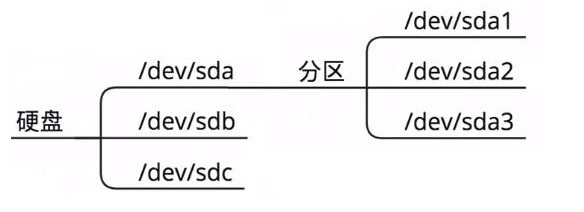 硬盘
/dev/sda
/dev/sdb
/dev/sdc
分区
/dev/sda1
/dev/sda2
/dev/sda3